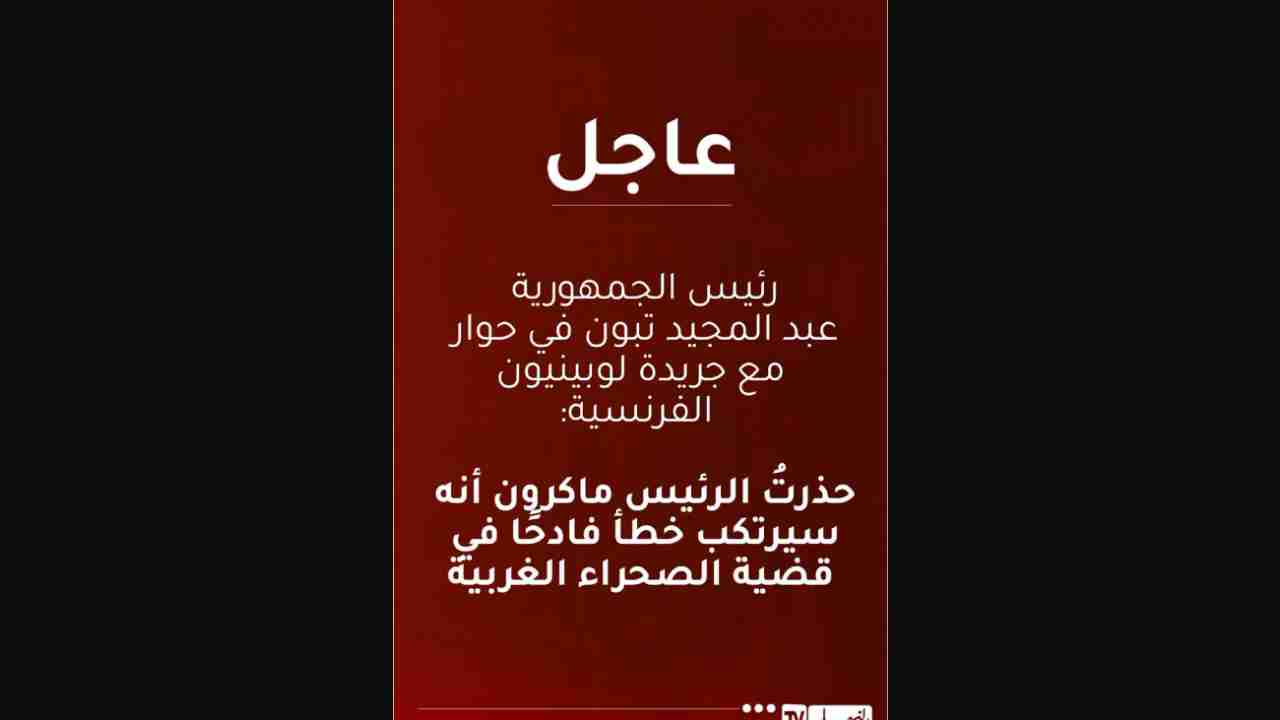 عاجل
رئيس الجمهورية
عبد المجيد تبون في حوار
مع جريدة لوبينيون
الفرنسية:
حذرتُ الرئيس ماكرون أنه
سيرتكب خطأ فادحًا في
قضية الصحراء الغربية
TV